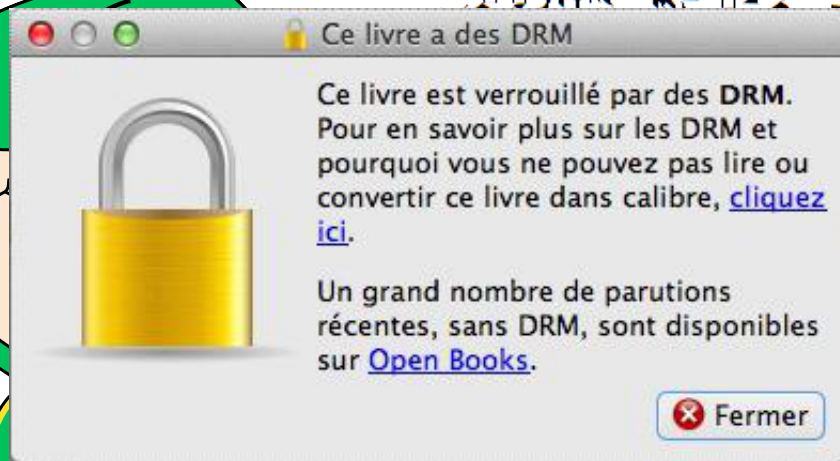 Ce livre a des DRM
Ce livre est verrouillé par des DRM.
Pour en savoir plus sur les DRM et
pourquoi vous ne pouvez pas lire ou
convertir ce livre dans calibre, cliquez
ici.
Un grand nombre de parutions
récentes, sans DRM, sont disponibles
sur Open Books.
Fermer